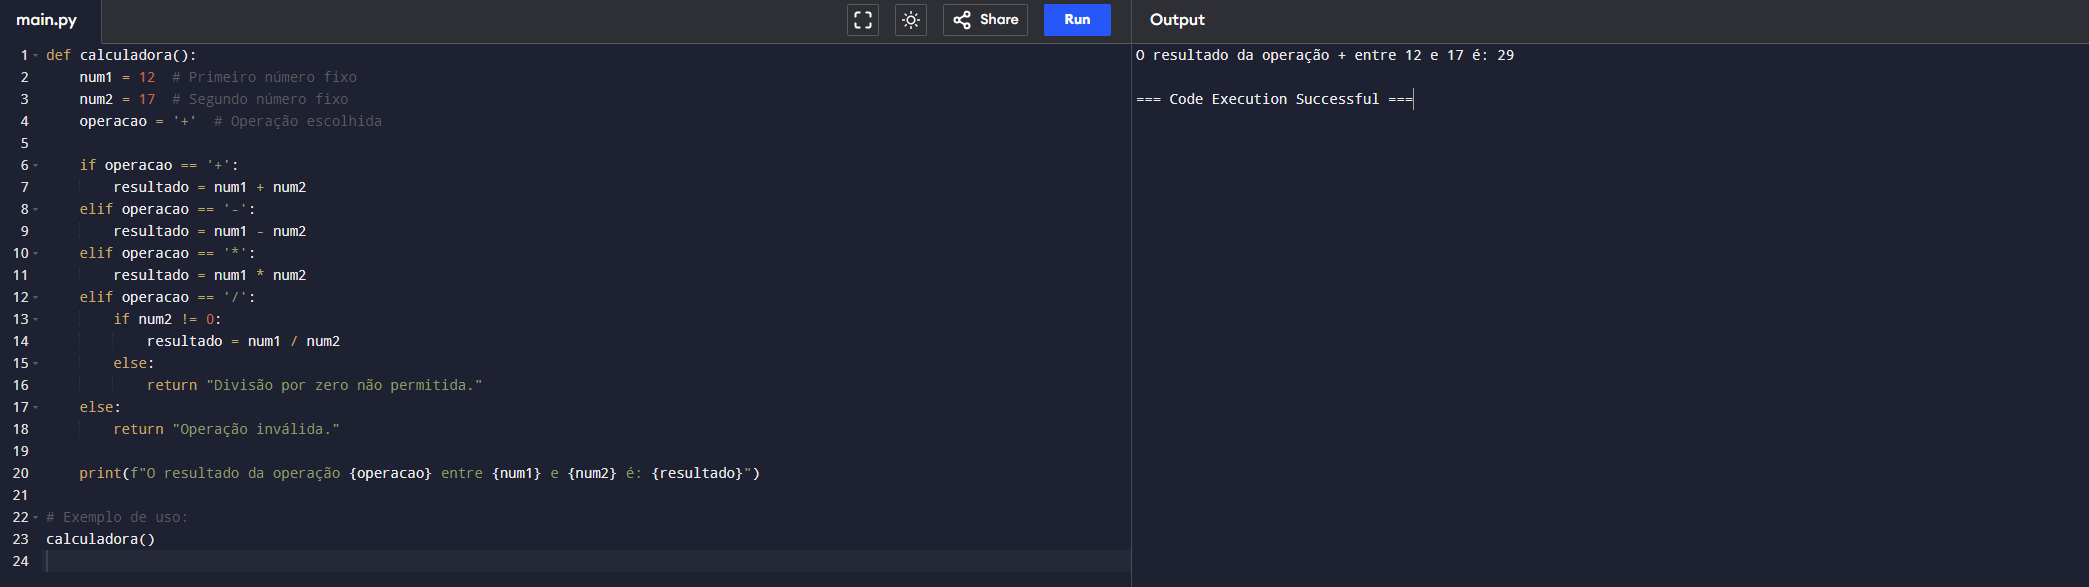 main.py
Share
Run
Output
1 def calculadora():
2     num1 = 12  # Primeiro número fixo
3     num2 = 17  # Segundo número fixo
4     operacao = '+'  # Operação escolhida
5
6     if operacao == '+':
7         resultado = num1 + num2
8     elif operacao == '-':
9         resultado = num1 - num2
10     elif operacao == '*':
11         resultado = num1 * num2
12     elif operacao == '/':
13         if num2 != 0:
14             resultado = num1 / num2
15         else:
16             return "Divisão por zero não permitida."
17     else:
18         return "Operação inválida."
19
20     print(f"O resultado da operação {operacao} entre {num1} e {num2} é: {resultado}")
21
22 # Exemplo de uso:
23 calculadora()
24
O resultado da operação + entre 12 e 17 é: 29
=== Code Execution Successful ===